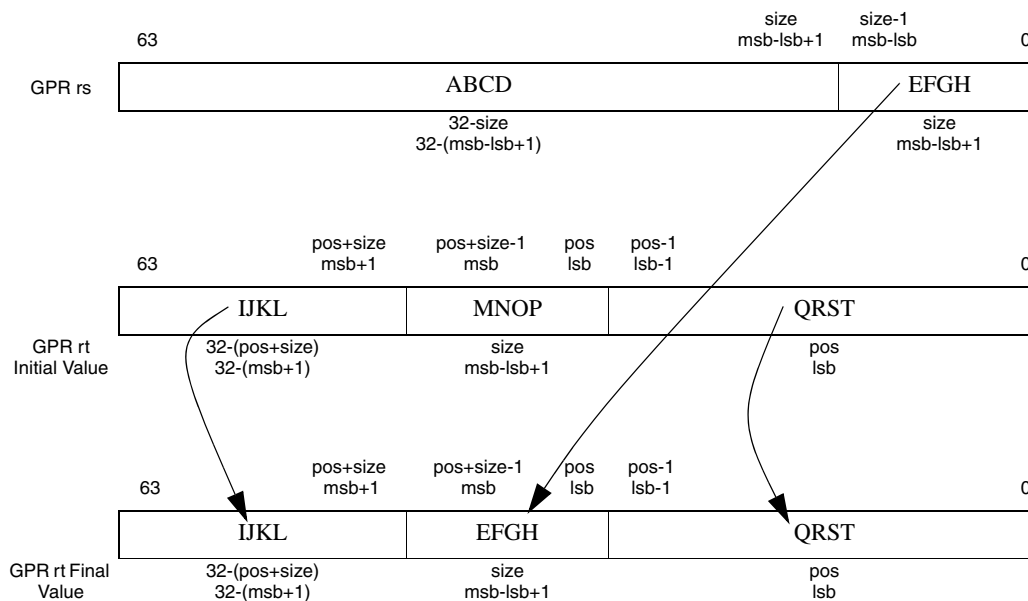 63 size size-1 0
msb-lsb+1 msb-lsb
GPR rs ABCD EFGH
32-size size
32-(msb-lsb+1) msb-lsb+1
pos+size pos+size-1 pos pos-1
63 msb+1 msb lsb lsb-1 0
IJKL MNOP QRST
GPR rt
Initial Value
32-(pos+size) size pos
32-(msb+1) msb-lsb+1 lsb
pos+size pos+size-1 pos pos-1
63 msb+1 msb lsb lsb-1 0
IJKL EFGH QRST
GPR rt Final
Value
32-(pos+size) size pos
32-(msb+1) msb-lsb+1 lsb